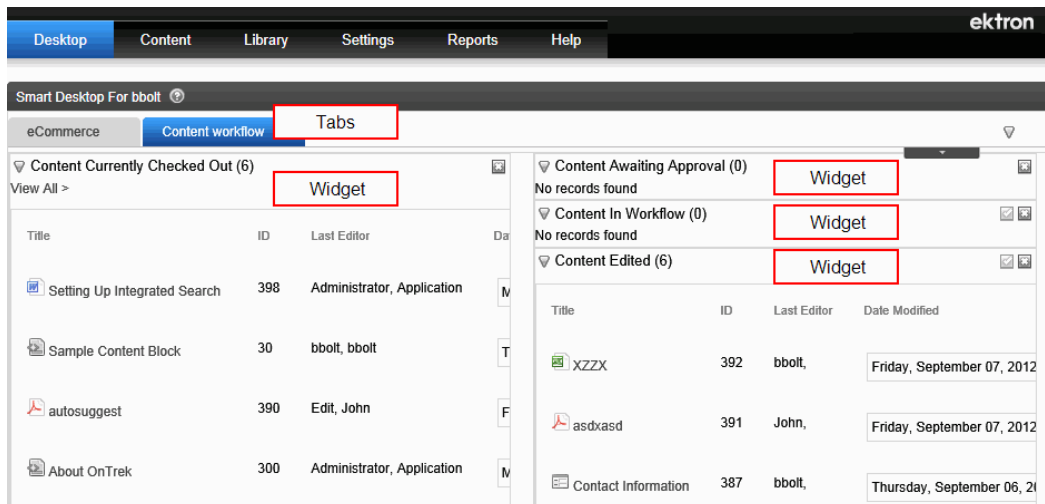 ektron
Desktop Content Library Settings Reports Help
Smart Desktop For bbolt ?
eCommerce Content workflow Tabs
Content Currently Checked Out (6)
View All >
Widget
Title ID Last Editor Da
Setting Up Integrated Search 398 Administrator, Application M
Sample Content Block 30 bbolt, bbolt T
autosuggest 390 Edit, John F
About OnTrek 300 Administrator, Application M
Content Awaiting Approval (0) Widget
No records found
Content In Workflow (0) Widget
No records found
Content Edited (6) Widget
Title ID Last Editor Date Modified
XZZX 392 bbolt, Friday, September 07, 2012
asdxasd 391 John, Friday, September 07, 2012
Contact Information 387 bbolt, Thursday, September 06, 20